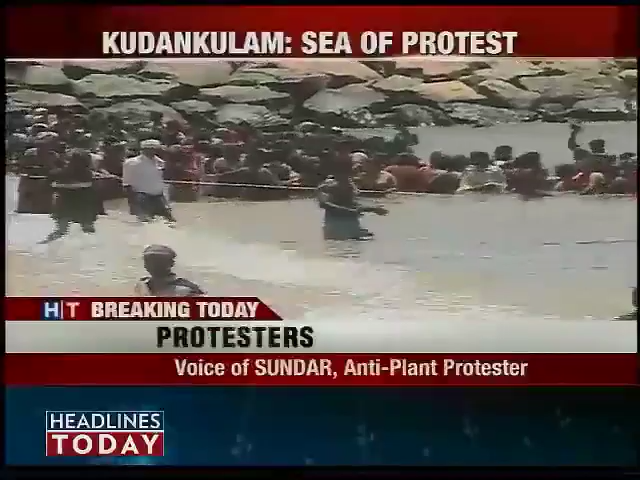 KUDANKULAM: SEA OF PROTEST
HT BREAKING TODAY
PROTESTERS
Voice of SUNDAR, Anti-Plant Protester
HEADLINES
TODAY